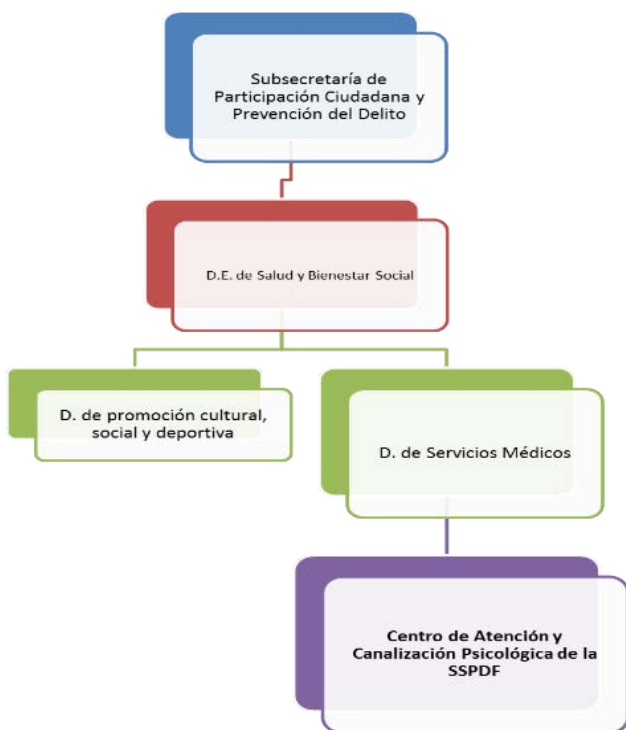 Subsecretaría de
Participación Ciudadana y
Prevención del Delito
D.E. de Salud y Bienestar Social
D. de promoción cultural,
social y deportiva
D. de Servicios Médicos
Centro de Atención y
Canalización Psicológica de la
SSPDF